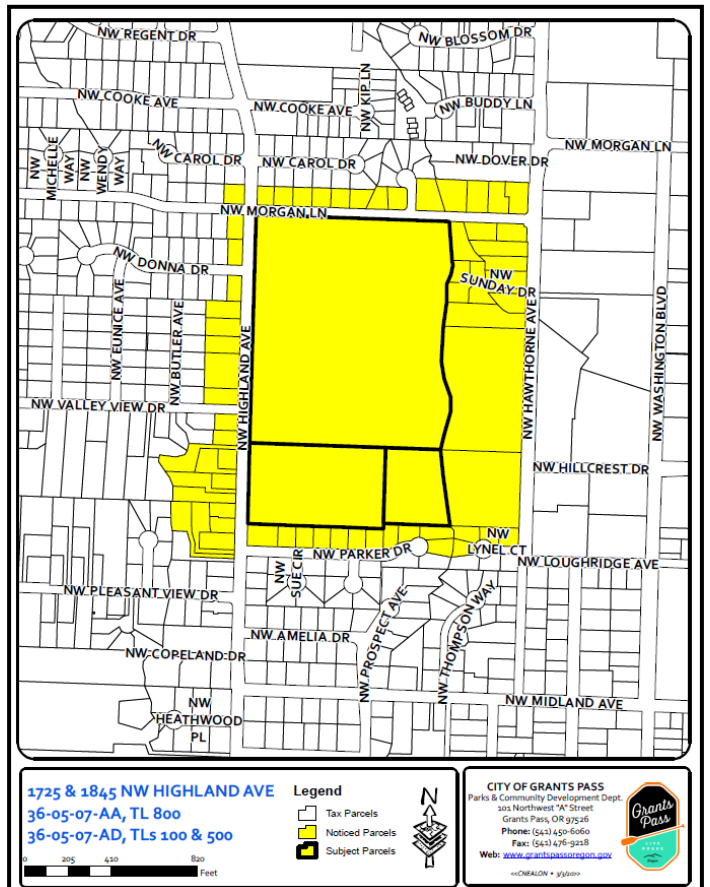 NW REGENT DR
NW BLOSSOM DR
NW COOKE AVE
NW COOKE AVE
NW KIP LN
NW BUDDY LN
NW MORGAN LN
NW MICHELLE WAY
NW WENDY WAY
NW CAROL DR
NW CAROL DR
NW DOVER DR
NW MORGAN LN
NW DONNA DR
NW SUNDAY DR
NW EUNICE AVE
NW BUTLER AVE
NW HIGHLAND AVE
NW HAWTHORNE AVE
NW WASHINGTON BLVD
NW VALLEY VIEW DR
NW HILLCREST DR
NW LYNEL CT
NW PARKER DR
NW LOUGHRIDGE AVE
NW SUE CIR
NW PLEASANT VIEW DR
NW PROSPECT AVE
NW THOMPSON WAY
NW AMELIA DR
NW COPELAND DR
NW MIDLAND AVE
NW HEATHWOOD PL
1725 & 1845 NW HIGHLAND AVE
36-05-07-AA, TL 800
36-05-07-AD, TLs 100 & 500
0 205 410 820
Feet
Legend
Tax Parcels
Noticed Parcels
Subject Parcels
N
CITY OF GRANTS PASS
Parks & Community Development Dept.
101 Northwest "A" Street
Grants Pass, OR 97526
Phone: (541) 450-6060
Fax: (541) 476-9218
Web: www.grantspassoregon.gov
Grants
Pass